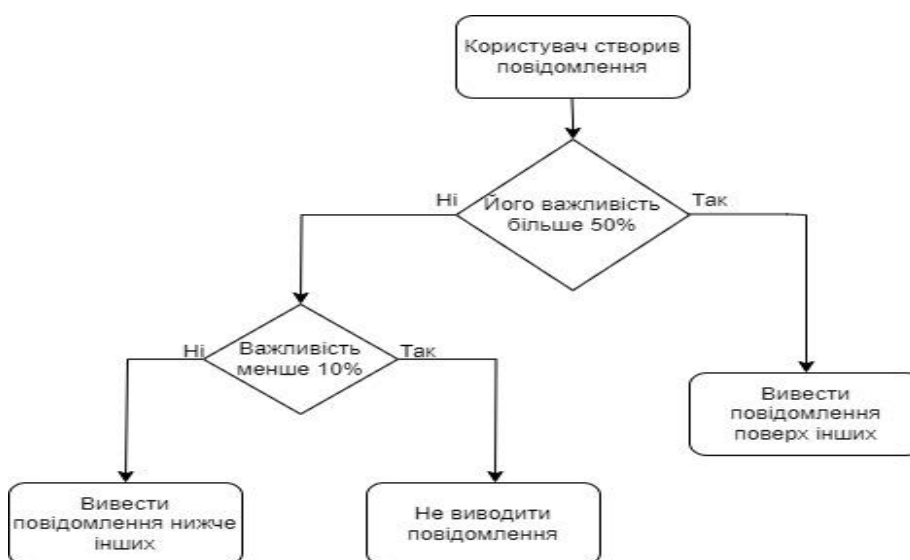 Користувач створив
повідомлення
Ні
Його важливість
більше 50%
Так
Ні
Важливість
менше 10%
Так
Вивести
повідомлення
поверх інших
Вивести
повідомлення нижче
інших
Не виводити
повідомлення